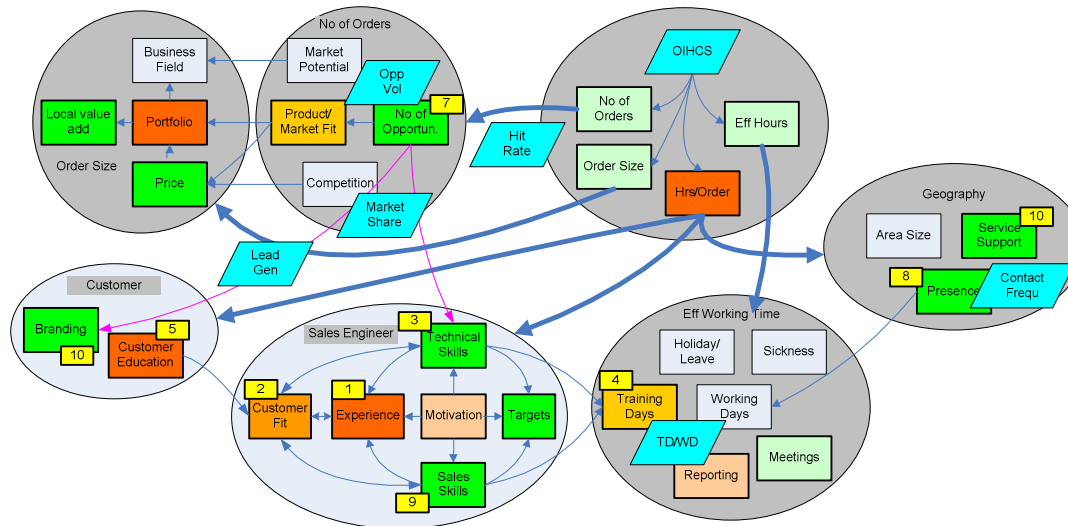 Business
Field
Local value
add
Portfolio
Order Size
Price
No of Orders
Market
Potential
Opp
Vol
Product/
Market Fit
No of
Opportun.
7
Competition
Market
Share
Lead
Gen
Hit
Rate
OIHCS
No of
Orders
Eff Hours
Order Size
Hrs/Order
Geography
Area Size
Service
Support
10
8
Presence
Contact
Frequ
Customer
Branding
10
5
Customer
Education
Sales Engineer
3
Technical
Skills
2
Customer
Fit
1
Experience
Motivation
Targets
Sales
Skills
9
Eff Working Time
Holiday/
Leave
Sickness
4
Training
Days
Working
Days
TD/WD
Reporting
Meetings